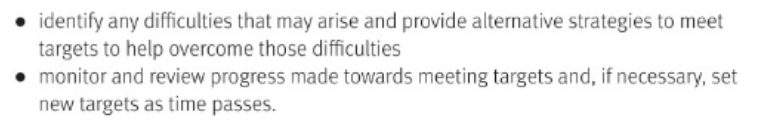 • identify any difficulties that may arise and provide alternative strategies to meet
targets to help overcome those difficulties
• monitor and review progress made towards meeting targets and, if necessary, set
new targets as time passes.